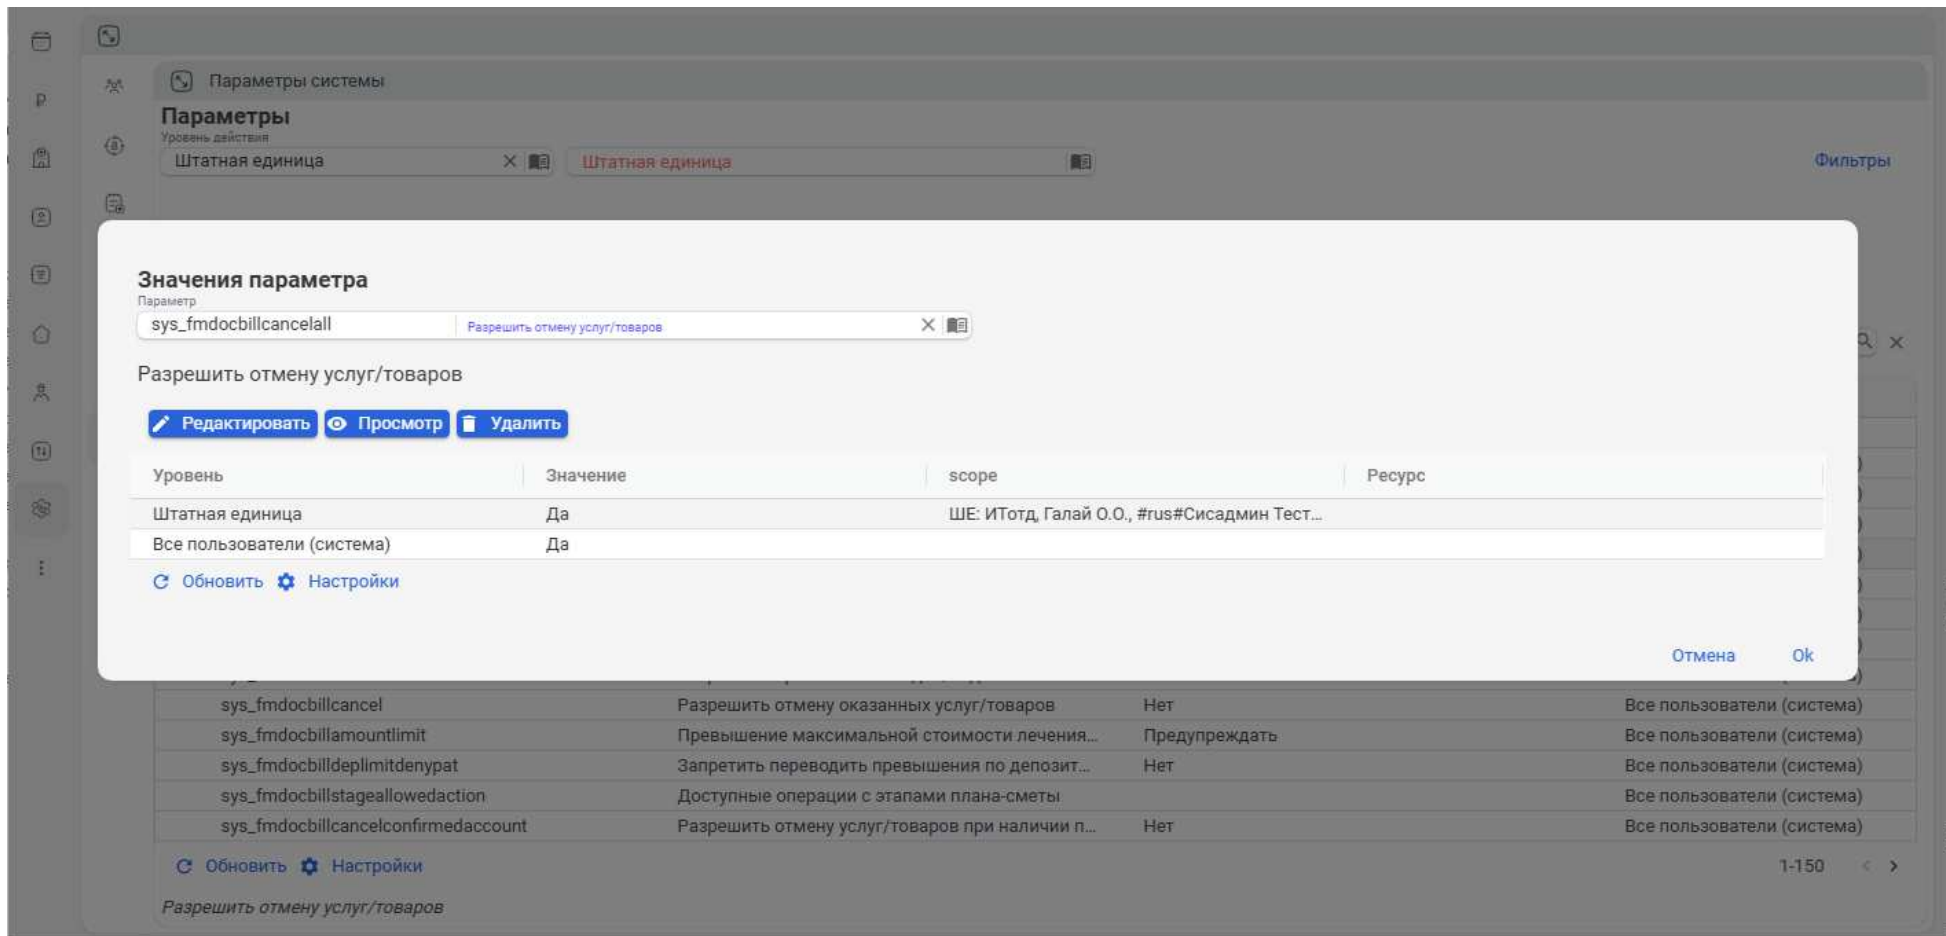 Параметры системы
Параметры
Уровень действия
Штатная единица Штатная единица Фильтры
Значения параметра
Параметр
sys_fmdocbillcancelall Разрешить отмену услуг/товаров
Разрешить отмену услуг/товаров
Редактировать Просмотр Удалить
Уровень Значение scope Ресурс
Штатная единица Да ШЕ: ИТотд, Галай О.О., #rus#Сисадмин Тест...
Все пользователи (система) Да
Обновить Настройки
Отмена Ok
sys_fmdocbillcancel Разрешить отмену оказанных услуг/товаров Нет Все пользователи (система)
sys_fmdocbillamountlimit Превышение максимальной стоимости лечения... Предупреждать Все пользователи (система)
sys_fmdocbilldeplimitdenypat Запретить переводить превышения по депозит... Нет Все пользователи (система)
sys_fmdocbillstageallowedaction Доступные операции с этапами плана-сметы Все пользователи (система)
sys_fmdocbillcancelconfirmedaccount Разрешить отмену услуг/товаров при наличии п... Нет Все пользователи (система)
Обновить Настройки 1-150
Разрешить отмену услуг/товаров